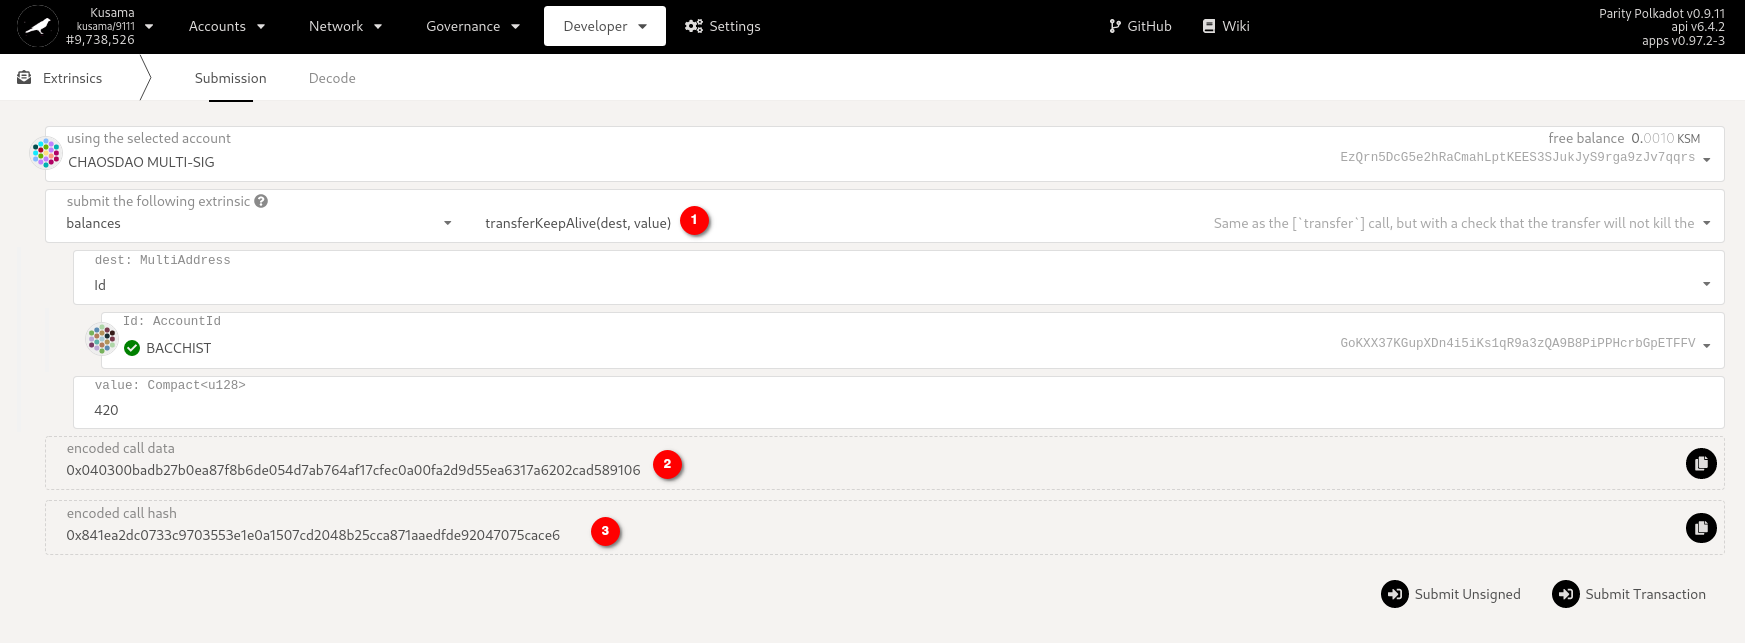 Kusama
kusama/9111
#9,738,526
Accounts
Network
Governance
Developer
Settings
GitHub
Wiki
Parity Polkadot v0.9.11
api v6.4.2
apps v0.97.2-3
Extrinsics
Submission
Decode
using the selected account
free balance 0.0010 KSM
CHAOSDAO MULTI-SIG
EzQrn5DcG5e2hRaCmahLptKEES3SJukJyS9rga9zJv7qqrs
submit the following extrinsic ?
balances
transferKeepAlive(dest, value) 1
Same as the [`transfer`] call, but with a check that the transfer will not kill the
dest: MultiAddress
Id
Id: AccountId
BACCHIST
GoKXX37KGupXDn4i5iKs1qR9a3zQA9B8PiPPHcrbGpETFFV
value: Compact<u128>
420
encoded call data
0x040300badb27b0ea87f8b6de054d7ab764af17cfec0a00fa2d9d55ea6317a6202cad589106 2
encoded call hash
0x841ea2dc0733c9703553e1e0a1507cd2048b25cca871aaedfde92047075cace6 3
Submit Unsigned
Submit Transaction